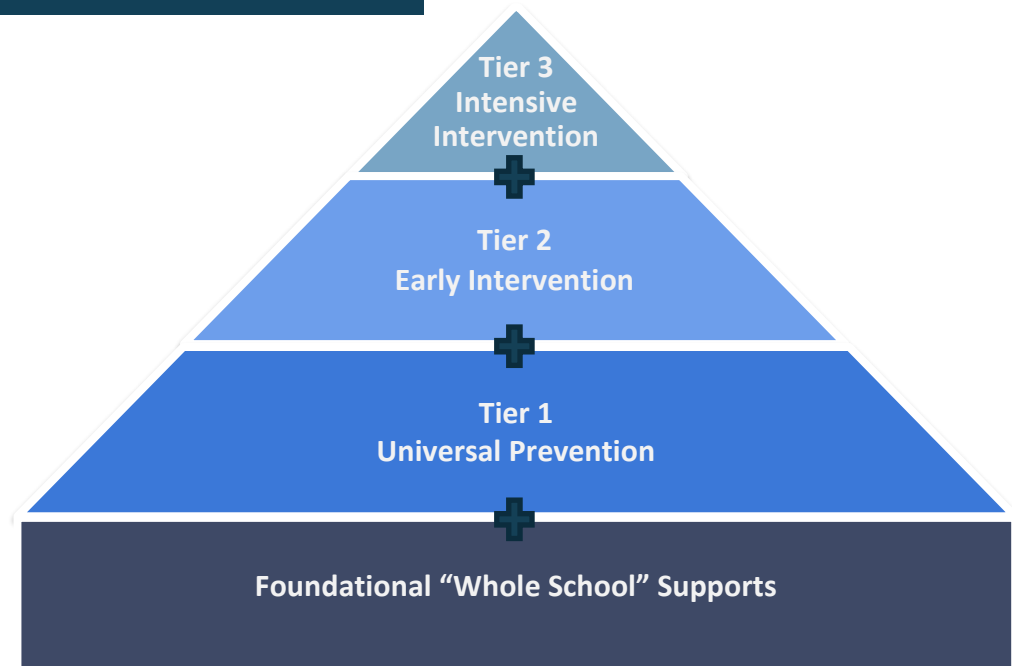 Tier 3
Intensive
Intervention
Tier 2
Early Intervention
Tier 1
Universal Prevention
Foundational “Whole School” Supports